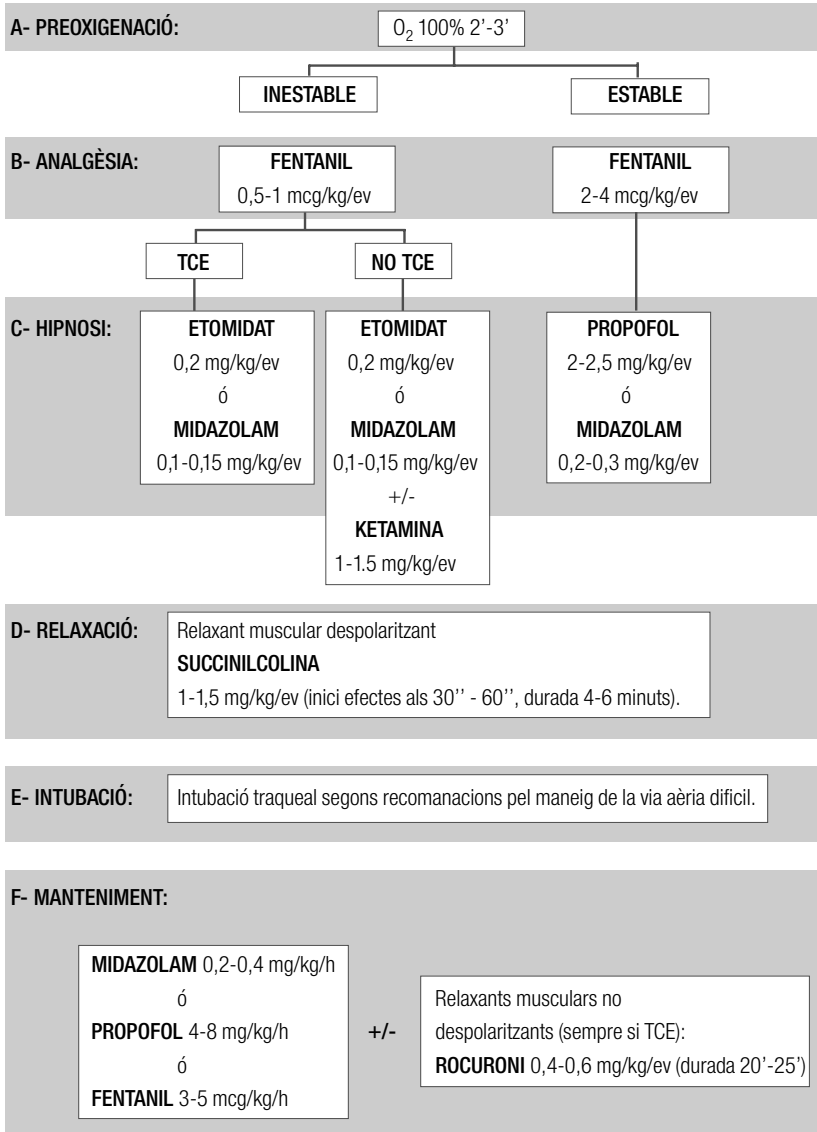 A- PREOXIGENACIÓ:
O2 100% 2’-3’
INESTABLE
ESTABLE
B- ANALGÈSIA:
FENTANIL
0,5-1 mcg/kg/ev
FENTANIL
2-4 mcg/kg/ev
TCE
NO TCE
C- HIPNOSI:
ETOMIDAT
0,2 mg/kg/ev
ó
MIDAZOLAM
0,1-0,15 mg/kg/ev
ETOMIDAT
0,2 mg/kg/ev
ó
MIDAZOLAM
0,1-0,15 mg/kg/ev
+/-
KETAMINA
1-1.5 mg/kg/ev
PROPOFOL
2-2,5 mg/kg/ev
ó
MIDAZOLAM
0,2-0,3 mg/kg/ev
D- RELAXACIÓ:
Relaxant muscular despolaritzant
SUCCINILCOLINA
1-1,5 mg/kg/ev (inici efectes als 30’’ - 60’’, durada 4-6 minuts).
E- INTUBACIÓ:
Intubació traqueal segons recomanacions pel maneig de la via aèria dificil.
F- MANTENIMENT:
MIDAZOLAM 0,2-0,4 mg/kg/h
ó
PROPOFOL 4-8 mg/kg/h
ó
FENTANIL 3-5 mcg/kg/h
+/-
Relaxants musculars no
despolaritzants (sempre si TCE):
ROCURONI 0,4-0,6 mg/kg/ev (durada 20’-25’)